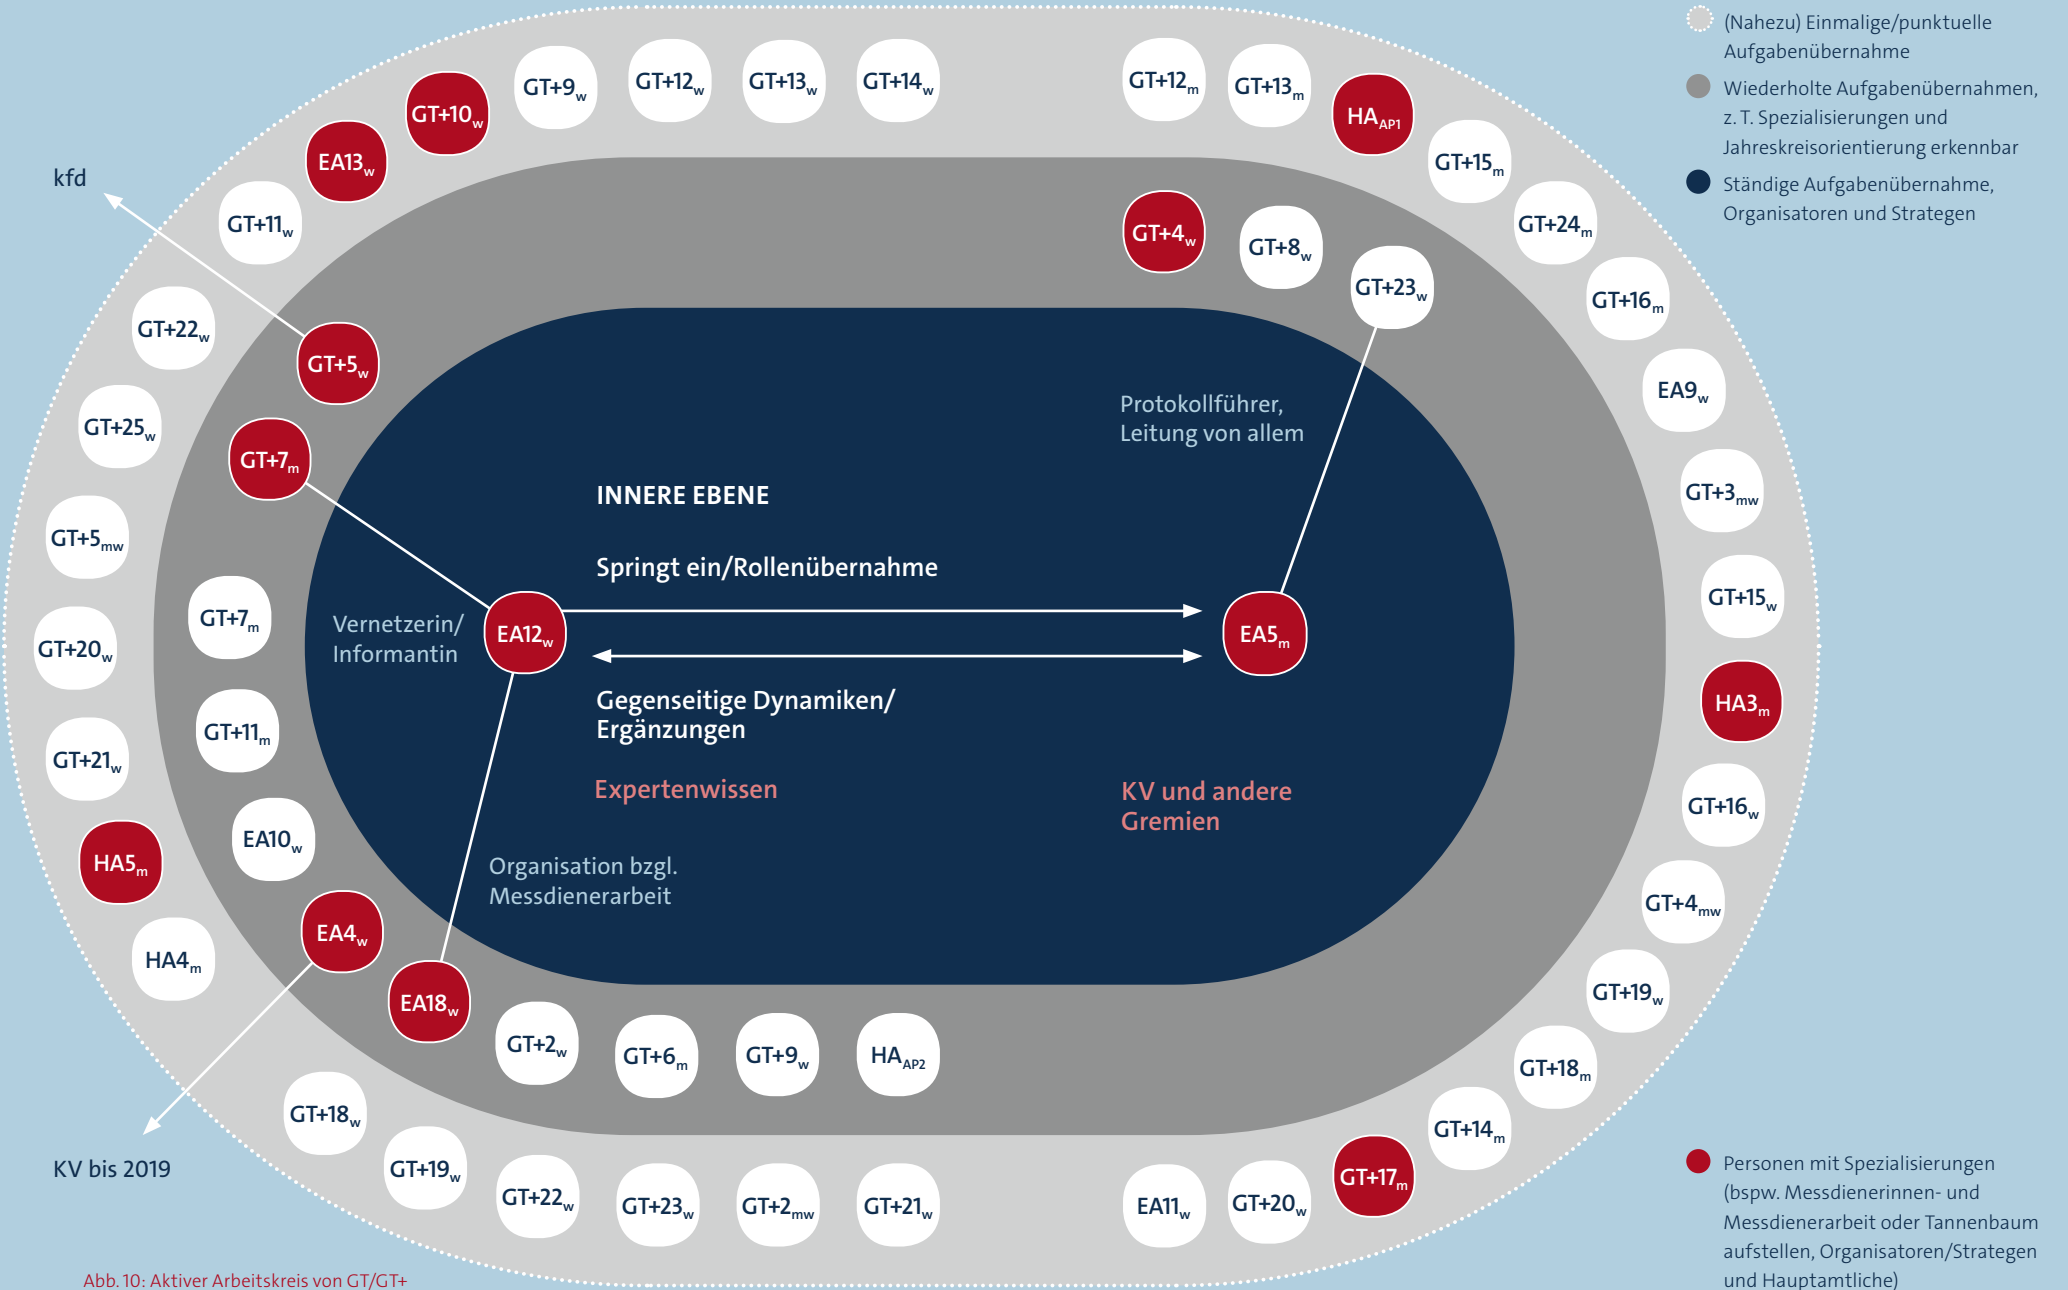 (Nahezu) Einmalige/punktuelle
Aufgabenübernahme
Wiederholte Aufgabenübernahmen,
z. T. Spezialisierungen und
Jahreskreisorientierung erkennbar
Ständige Aufgabenübernahme,
Organisatoren und Strategen
GT+9w
GT+12w
GT+13w
GT+14w
GT+12m
GT+13m
HAAP1
GT+10w
EA13w
GT+15m
kfd
GT+11w
GT+24m
GT+4w
GT+8w
GT+23w
GT+22w
GT+16m
GT+5w
EA9w
GT+25w
GT+7m
Protokollführer,
Leitung von allem
GT+3mw
INNERE EBENE
GT+5mw
Springt ein/Rollenübernahme
GT+15w
GT+7m
Vernetzerin/
Informantin
EA12w
EA5m
GT+20w
Gegenseitige Dynamiken/
Ergänzungen
HA3m
GT+11m
GT+21w
Expertenwissen
KV und andere
Gremien
GT+16w
EA10w
HA5m
Organisation bzgl.
Messdienerarbeit
GT+4mw
EA4w
HA4m
EA18w
GT+19w
GT+2w
GT+6m
GT+9w
HAAP2
GT+18m
GT+18w
GT+14m
KV bis 2019
GT+19w
GT+22w
GT+23w
GT+2mw
GT+21w
EA11w
GT+20w
GT+17m
Personen mit Spezialisierungen
(bspw. Messdienerinnen- und
Messdienerarbeit oder Tannenbaum
aufstellen, Organisatoren/Strategen
und Hauptamtliche)
Abb. 10: Aktiver Arbeitskreis von GT/GT+